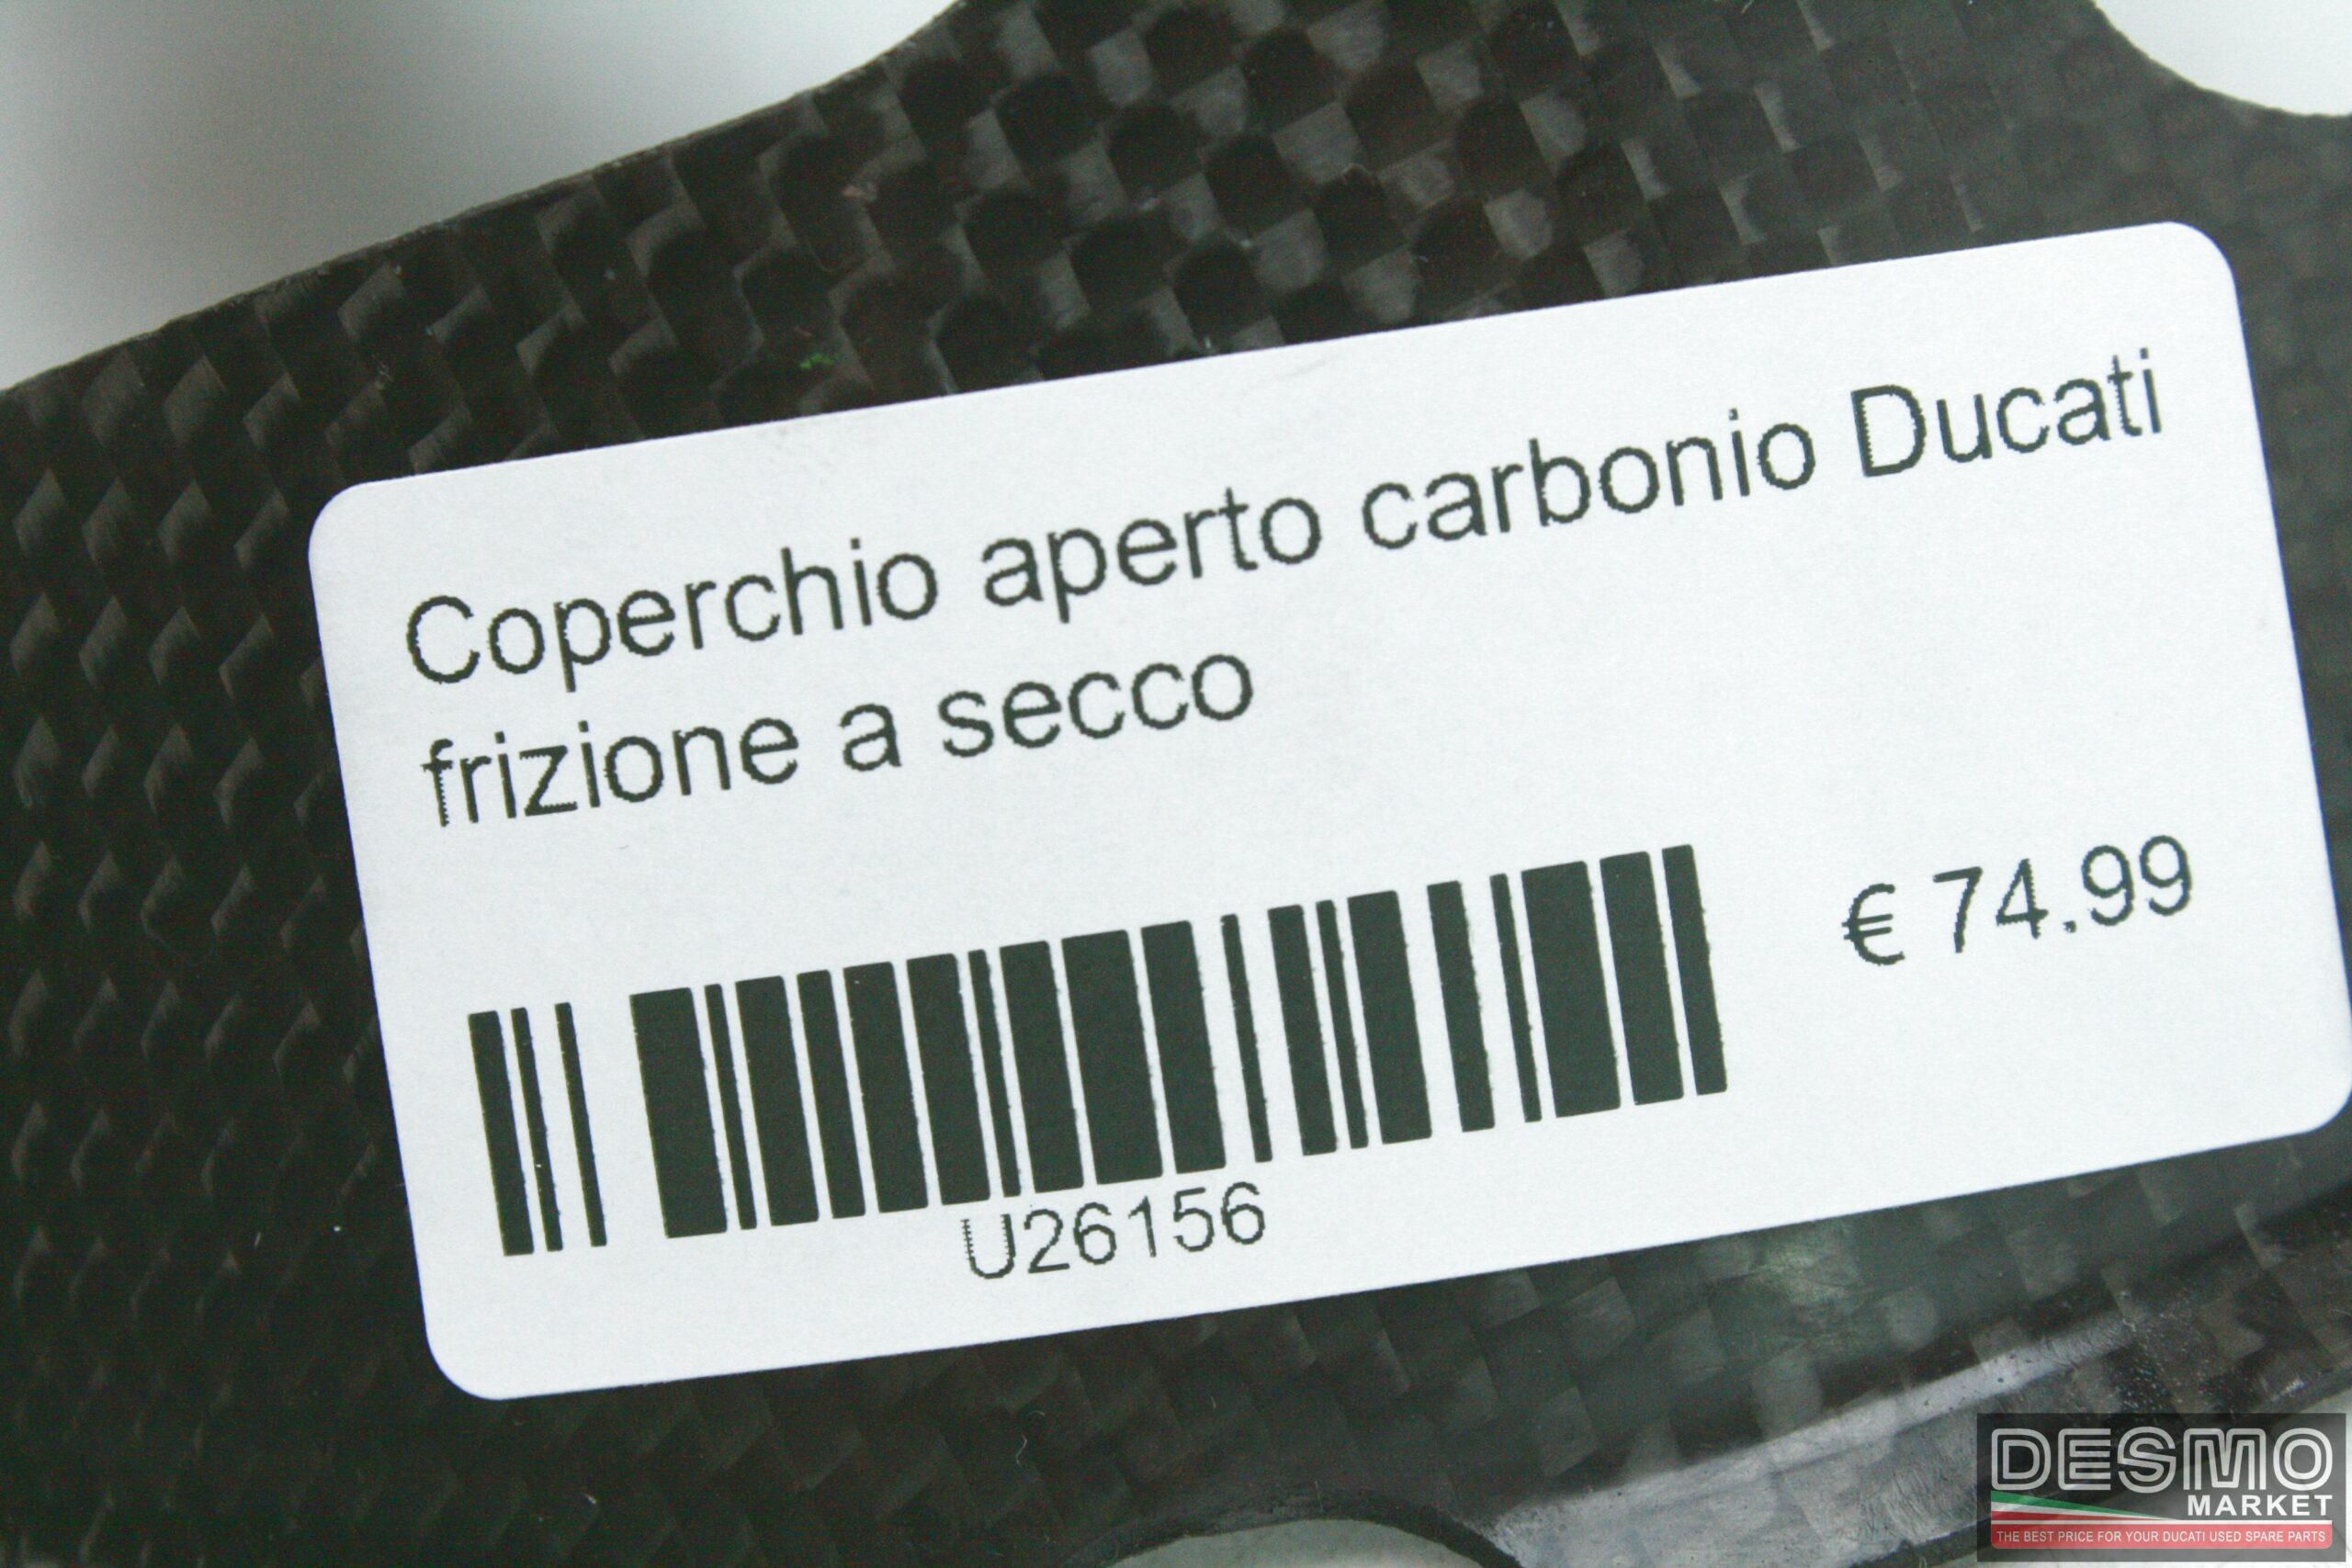 Coperchio aperto carbonio Ducati
frizione a secco
€ 74.99
U26156
DESMO
MARKET
THE BEST PRICE FOR YOUR DUCATI USED SPARE PARTS